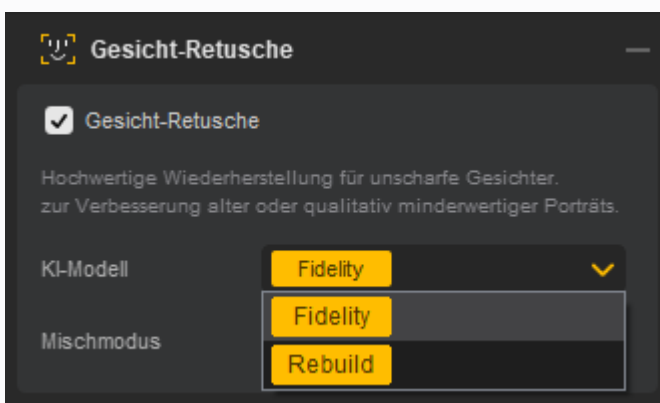 Gesicht-Retusche
Gesicht-Retusche
Hochwertige Wiederherstellung für unscharfe Gesichter.
zur Verbesserung alter oder qualitativ minderwertiger Porträts.
KI-Modell
Fidelity
Fidelity
Mischmodus
Rebuild